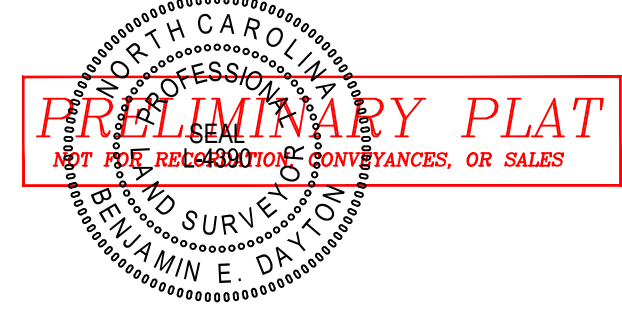 NORTH CAROLINA
PROFESSIONAL
PRELIMINARY PLAT
SEAL
L-4390
NOT FOR RECORDATION, CONVEYANCES, OR SALES
LAND SURVEYOR
BENJAMIN E. DAYTON